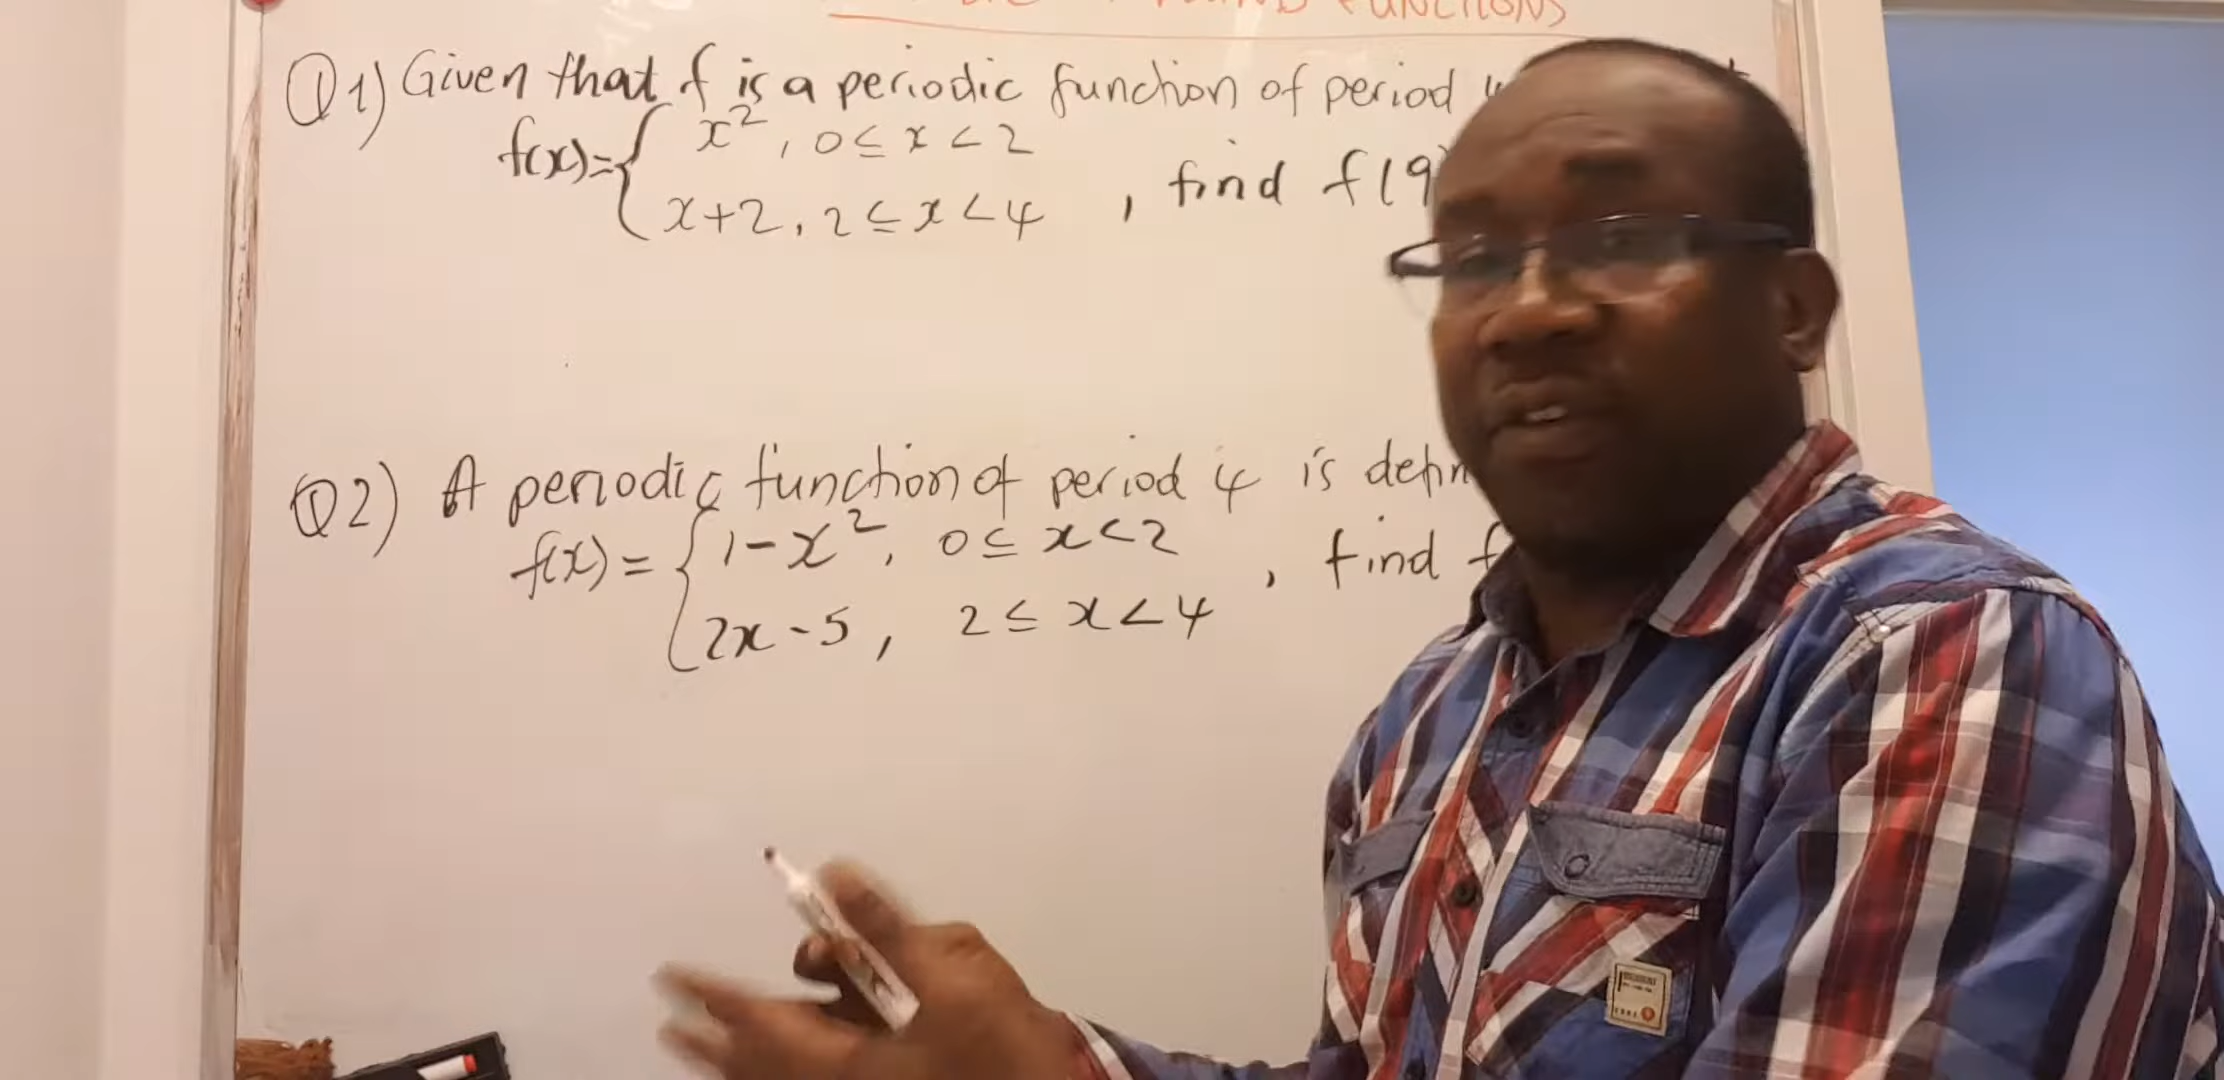 FUNCTIONS
Q1) Given that f is a periodic function of period
f(x)= { x², 0 ≤ x < 2
x+2, 2 ≤ x < 4 , find f(9
Q2) A periodic function of period 4 is defin
f(x) = { 1-x², 0 ≤ x < 2 , find f
2x-5, 2 ≤ x < 4